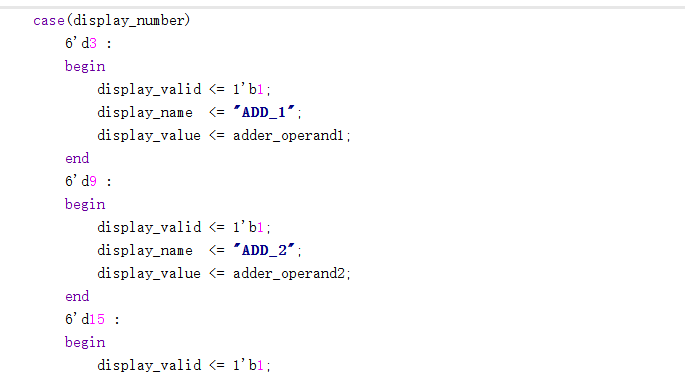 case(display_number)
    6'd3 :
    begin
        display_valid <= 1'b1;
        display_name  <= "ADD_1";
        display_value <= adder_operand1;
    end
    6'd9 :
    begin
        display_valid <= 1'b1;
        display_name  <= "ADD_2";
        display_value <= adder_operand2;
    end
    6'd15 :
    begin
        display_valid <= 1'b1;